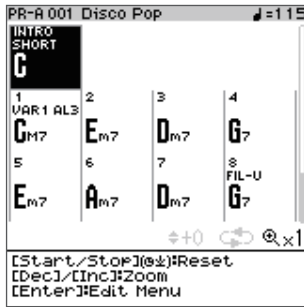 PR-A 001 Disco Pop ♩=115
INTRO
SHORT
C
1 2 3 4
VAR1 AL3
CM7 Em7 Dm7 G7
5 6 7 8
FIL-U
Em7 Am7 Dm7 G7
±0 ×1
[Start/Stop]:Reset
[Dec]/[Inc]:Zoom
[Enter]:Edit Menu